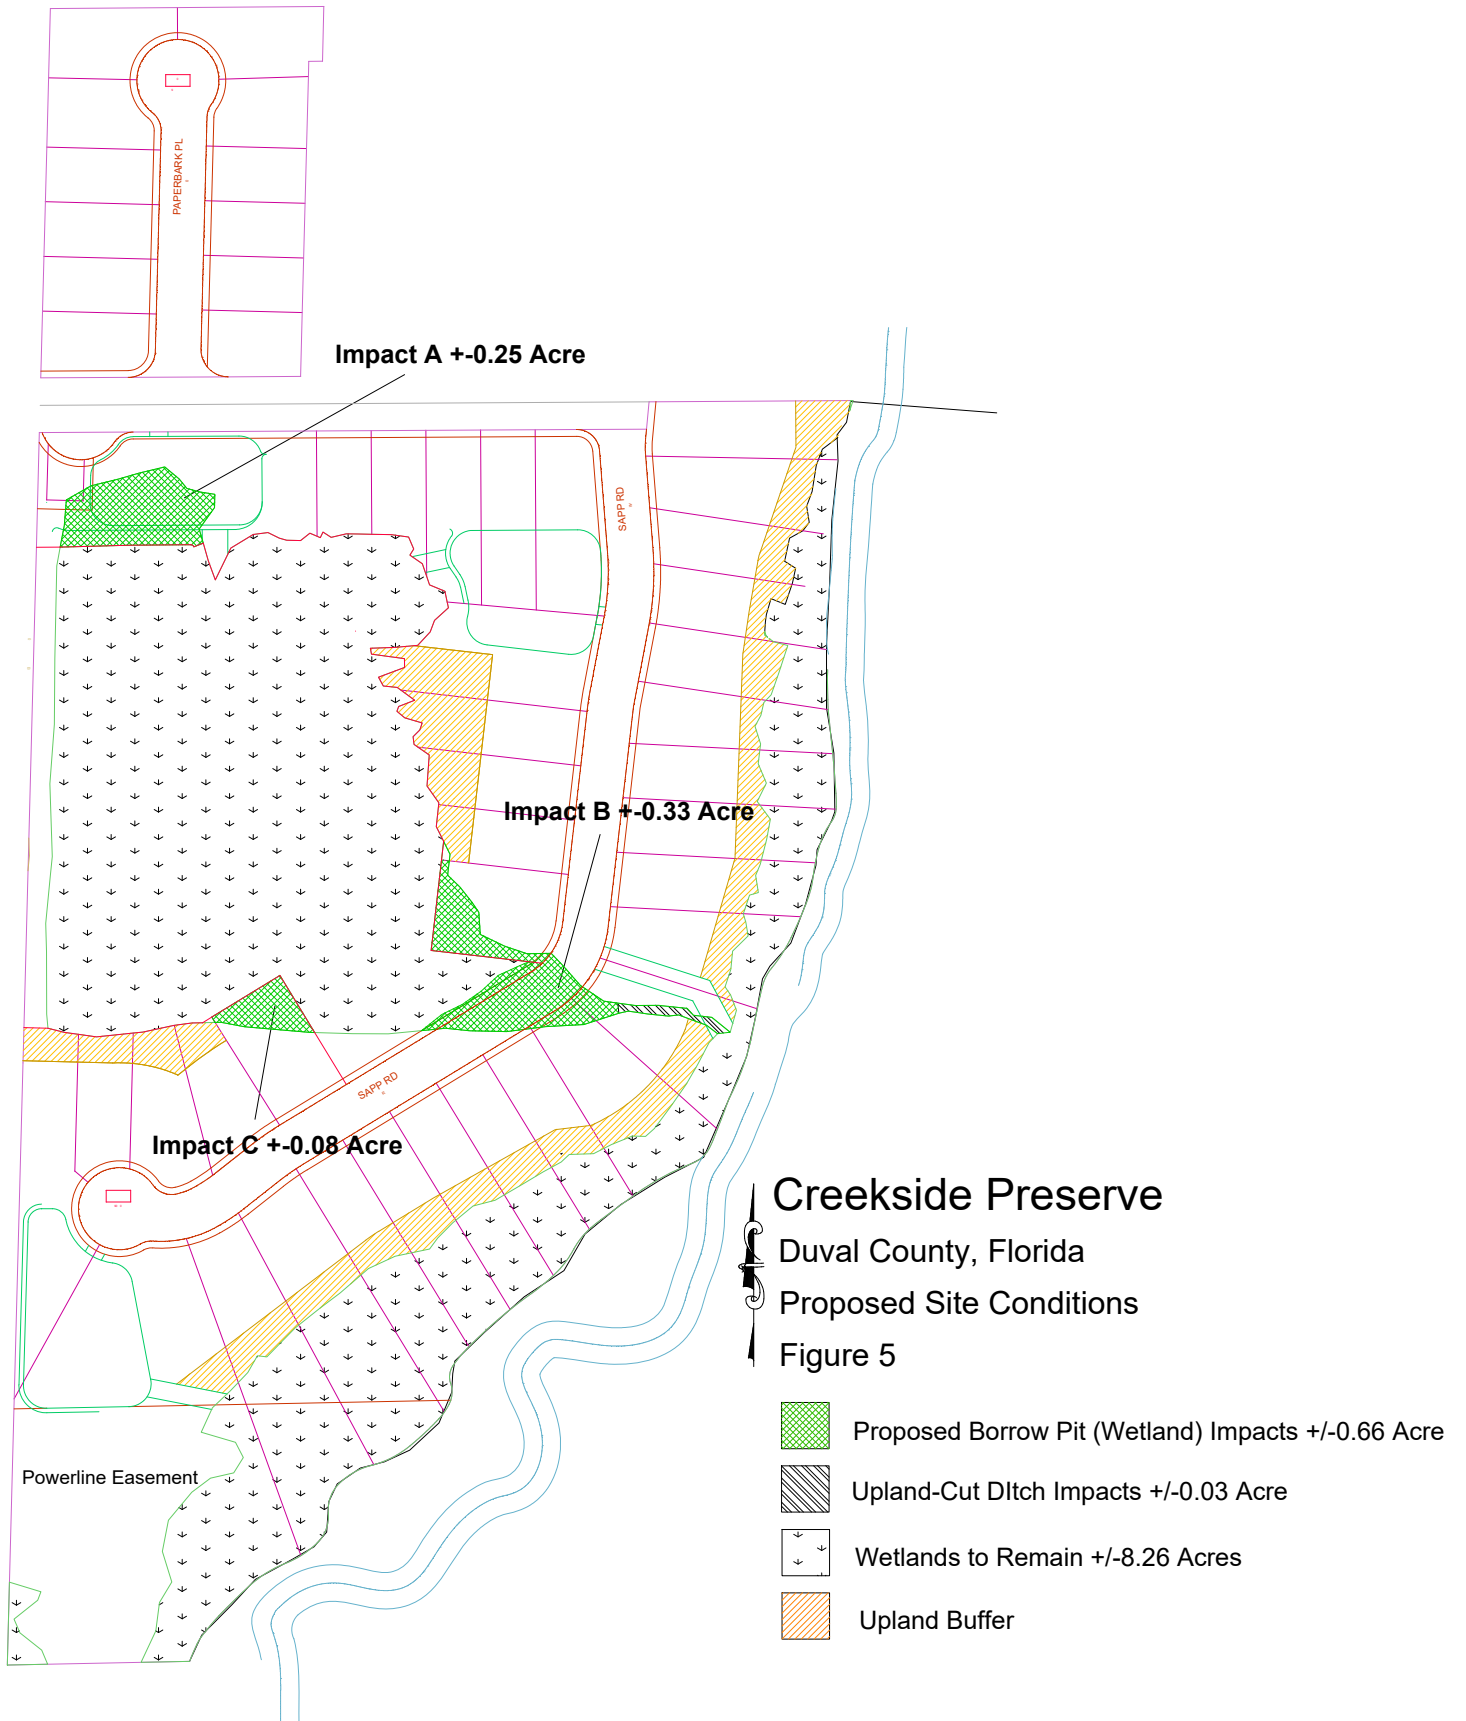 PAPERBARK PL
Impact A +-0.25 Acre
SAPP RD
Impact B +-0.33 Acre
SAPP RD
Impact C +-0.08 Acre
Creekside Preserve
Duval County, Florida
Proposed Site Conditions
Figure 5
Proposed Borrow Pit (Wetland) Impacts +/-0.66 Acre
Powerline Easement
Upland-Cut DItch Impacts +/-0.03 Acre
Wetlands to Remain +/-8.26 Acres
Upland Buffer